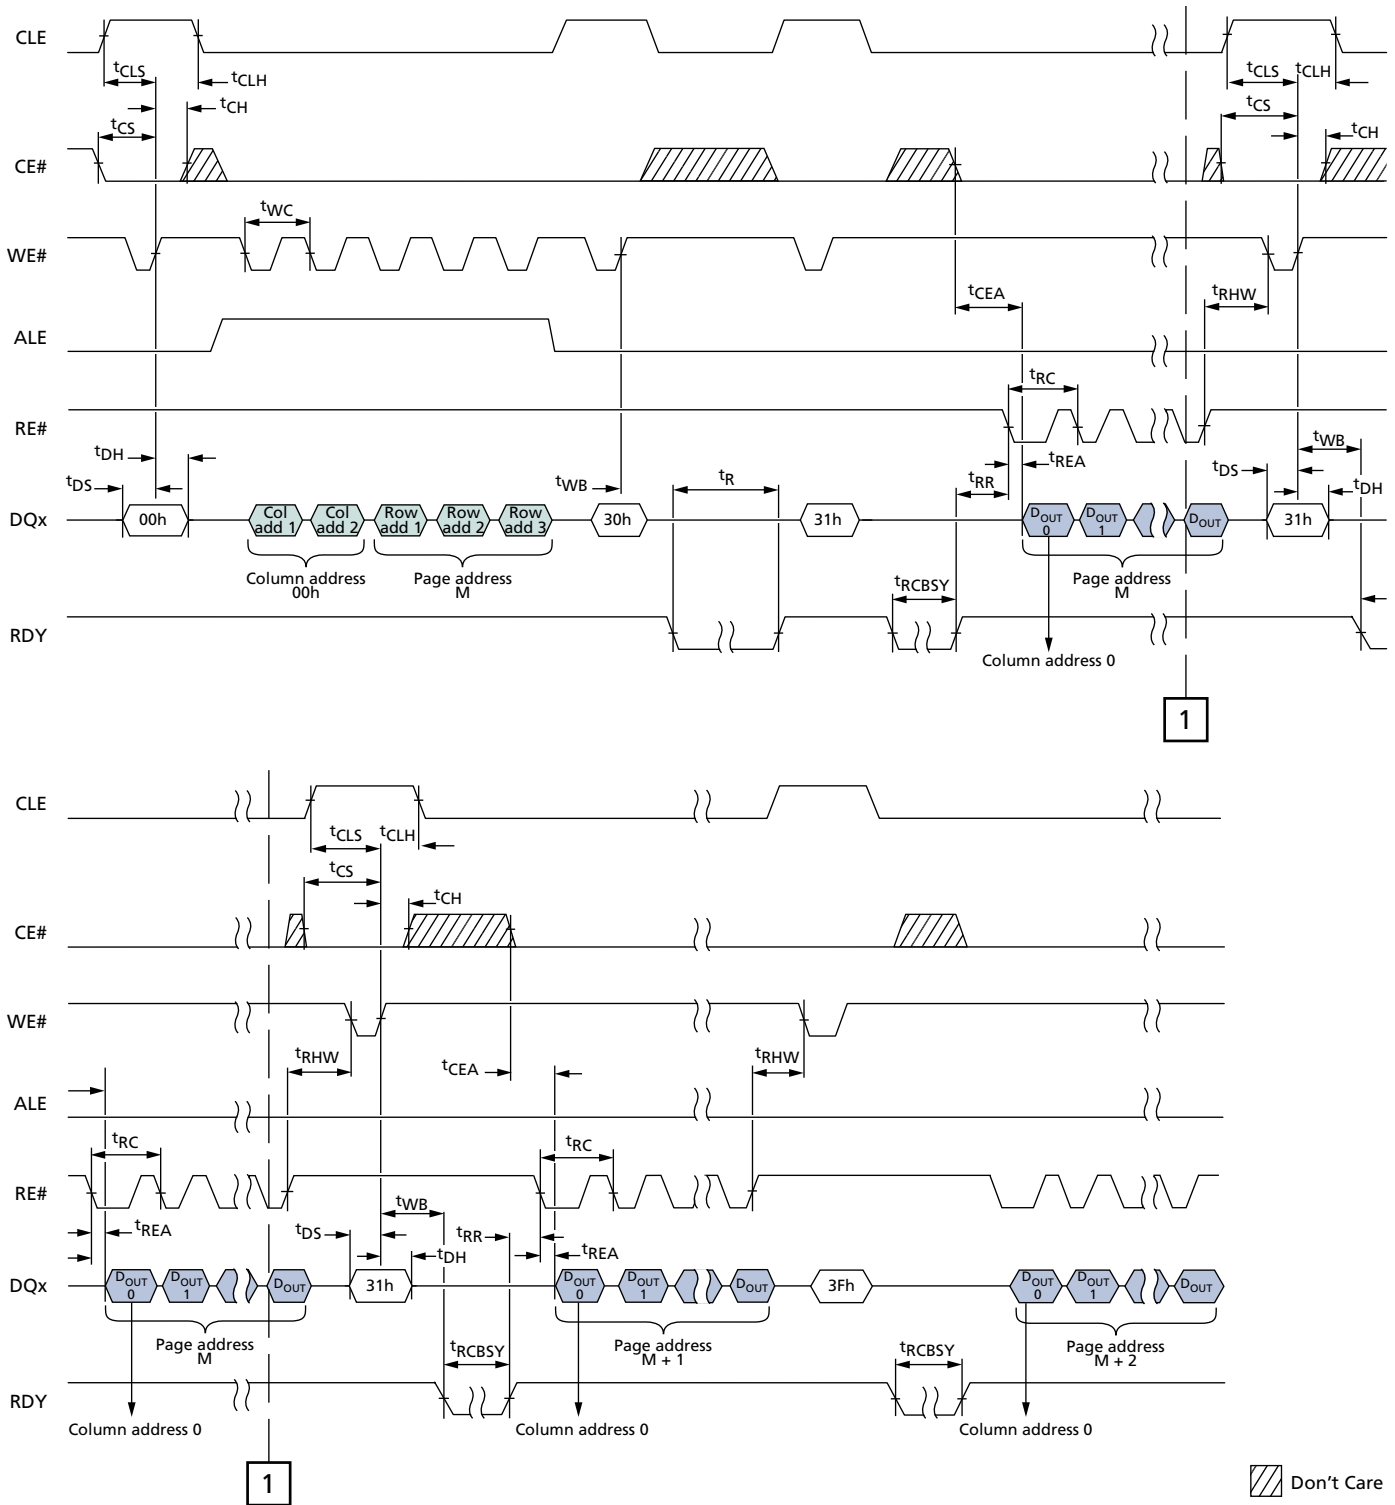 CLE
tCLS
tCLH
tCLS
tCLH
tCH
tCS
tCS
tCH
CE#
tWC
WE#
tCEA
tRHW
ALE
tRC
RE#
tDH
tREA
tWB
tDS
tWB
tR
tRR
tDS
tDH
DQx
00h
Col add 1
Col add 2
Row add 1
Row add 2
Row add 3
30h
31h
DOUT 0
DOUT 1
DOUT
31h
Column address 00h
Page address M
Page address M
tRCBSY
RDY
Column address 0
1
CLE
tCLS
tCLH
tCS
tCH
CE#
WE#
tRHW
tCEA
tRHW
ALE
tRC
tRC
RE#
tREA
tWB
tDS
tRR
tDH
tREA
DQx
DOUT 0
DOUT 1
DOUT
31h
DOUT 0
DOUT 1
DOUT
3Fh
DOUT 0
DOUT 1
DOUT
Page address M
tRCBSY
Page address M + 1
tRCBSY
Page address M + 2
RDY
Column address 0
Column address 0
Column address 0
1
Don't Care